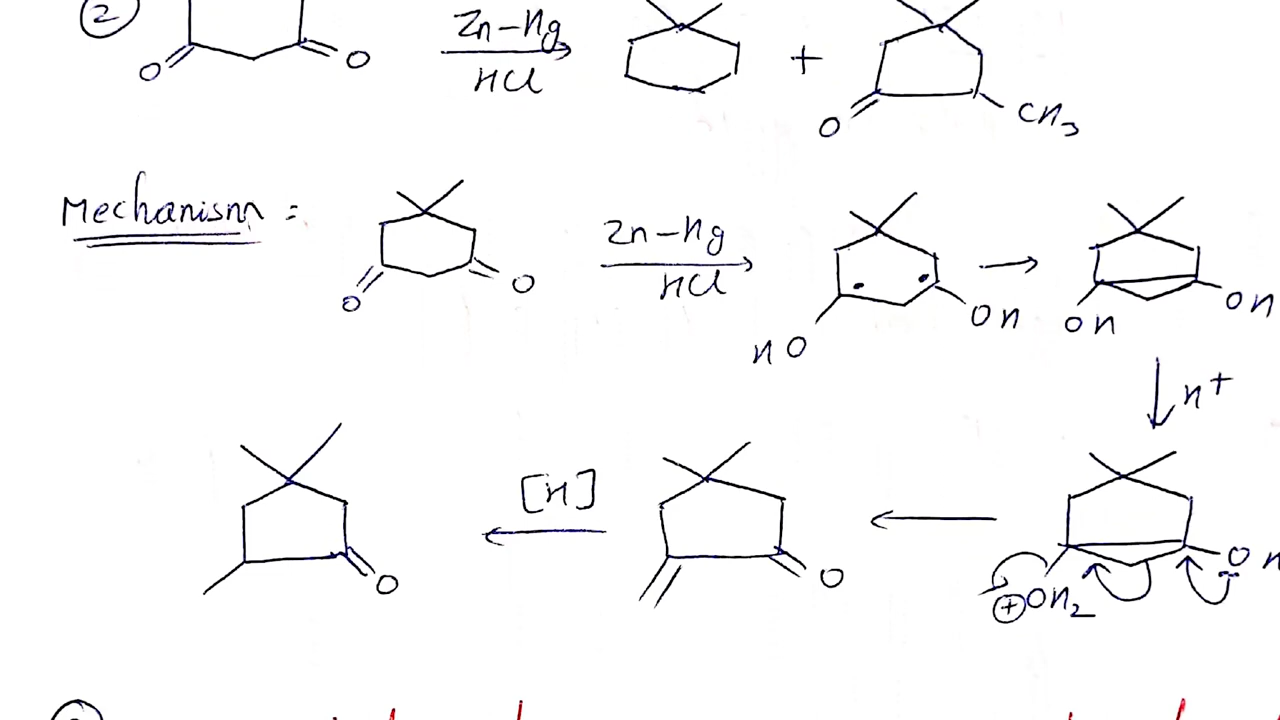 2
O O
Zn-Hg
HCl
+
O CH3
Mechanism :
O O
Zn-Hg
HCl
HO OH
OH OH
H+
O
[H]
O
+OH2 OH